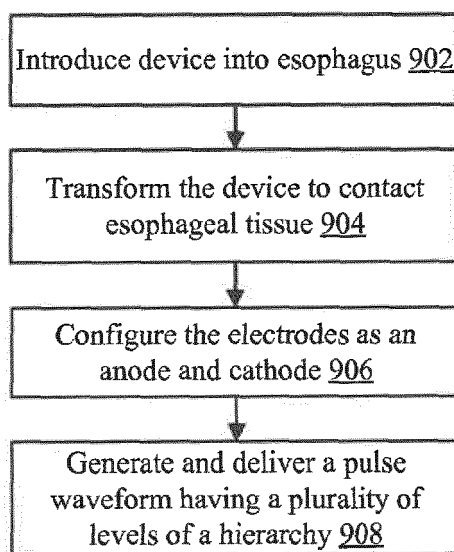 Introduce device into esophagus 902
Transform the device to contact
esophageal tissue 904
Configure the electrodes as an
anode and cathode 906
Generate and deliver a pulse
waveform having a plurality of
levels of a hierarchy 908